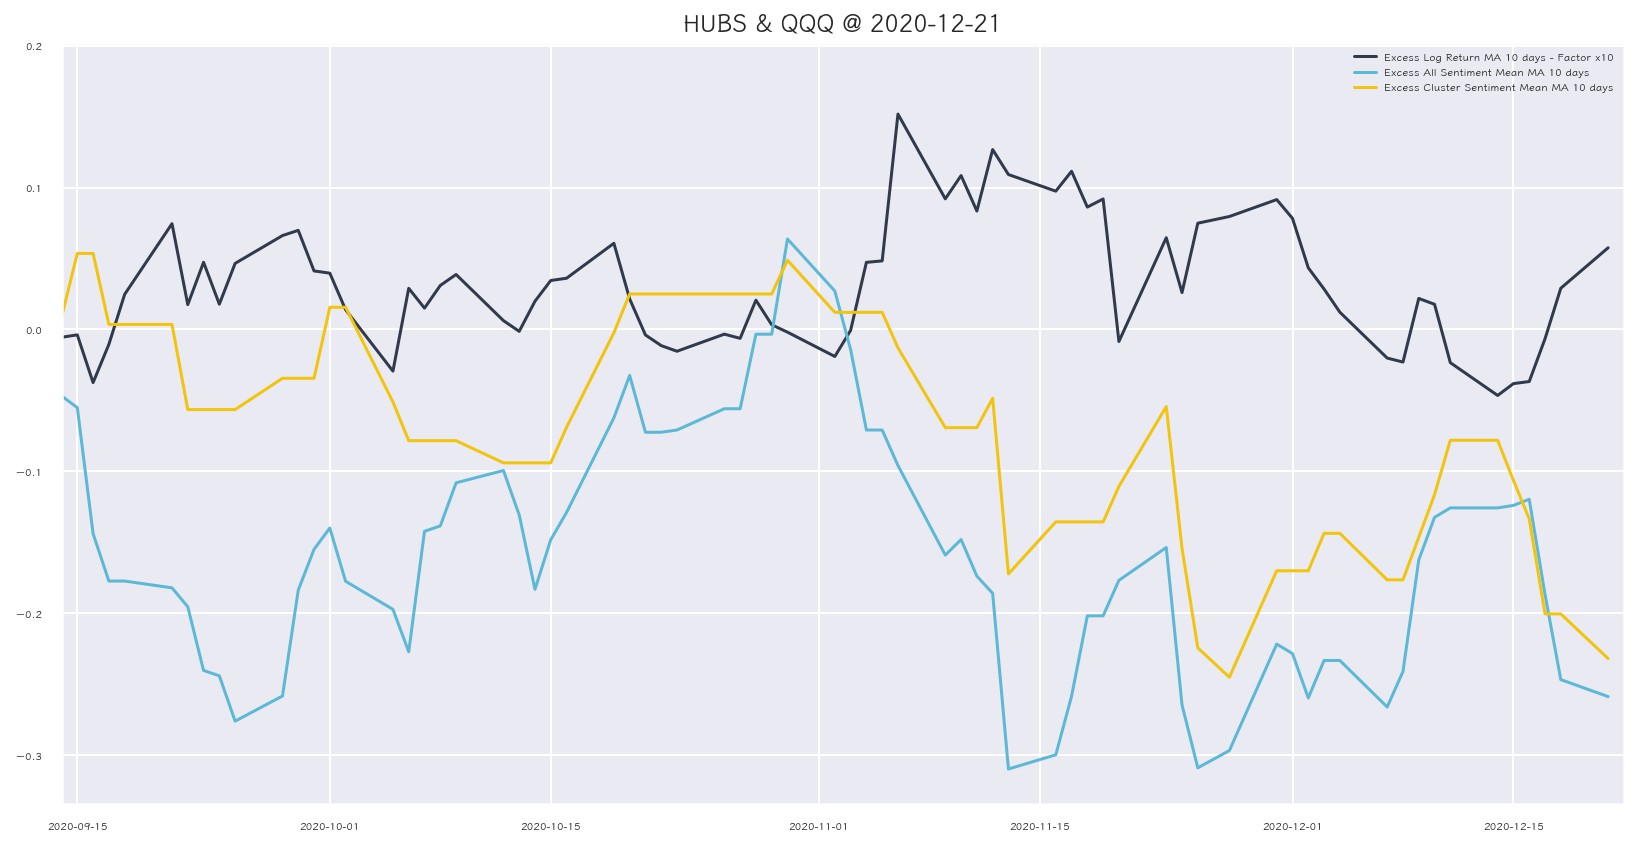 HUBS & QQQ @ 2020-12-21
0.2
0.1
0.0
−0.1
−0.2
−0.3
Excess Log Return MA 10 days - Factor x10
Excess All Sentiment Mean MA 10 days
Excess Cluster Sentiment Mean MA 10 days
2020-09-15 2020-10-01 2020-10-15 2020-11-01 2020-11-15 2020-12-01 2020-12-15